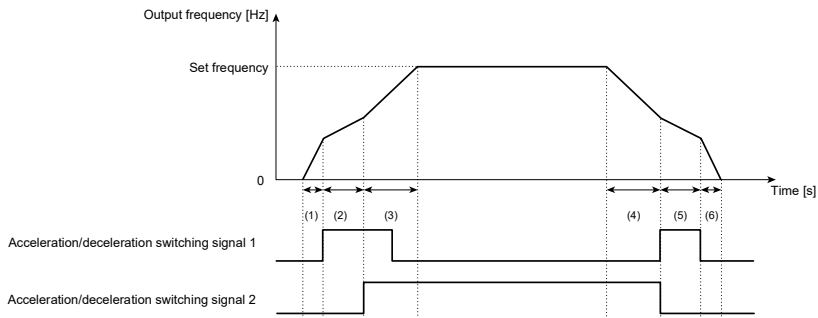 Output frequency [Hz]
Set frequency
0
Time [s]
(1) (2) (3) (4) (5) (6)
Acceleration/deceleration switching signal 1
Acceleration/deceleration switching signal 2